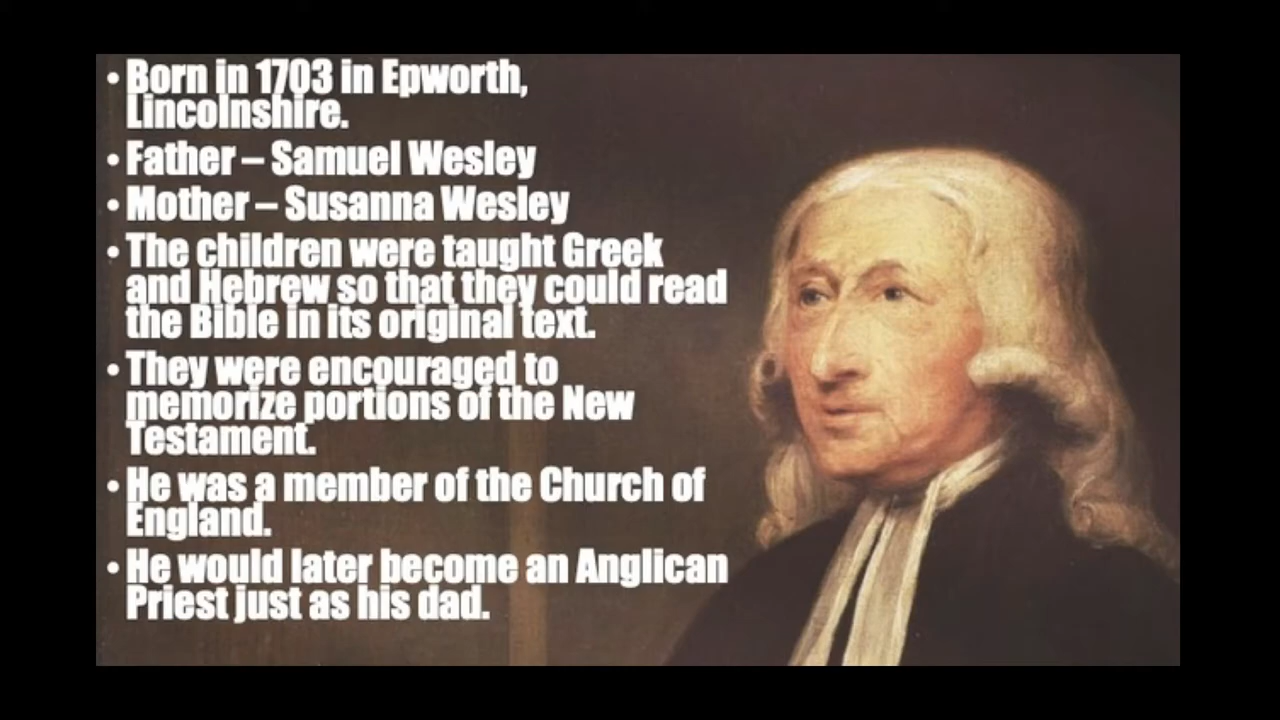 • Born in 1703 in Epworth,
Lincolnshire.
• Father – Samuel Wesley
• Mother – Susanna Wesley
• The children were taught Greek
and Hebrew so that they could read
the Bible in its original text.
• They were encouraged to
memorize portions of the New
Testament.
• He was a member of the Church of
England.
• He would later become an Anglican
Priest just as his dad.